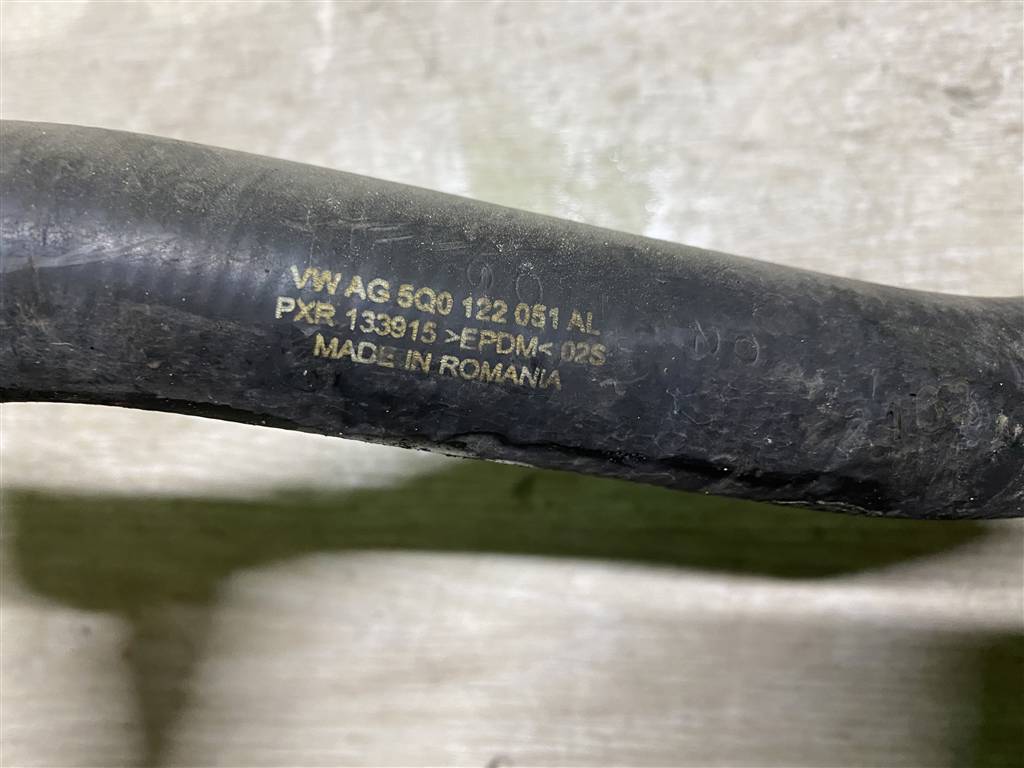 VW AG 5Q0 122 051 AL
PXR 133915 >EPDM< 02S
MADE IN ROMANIA